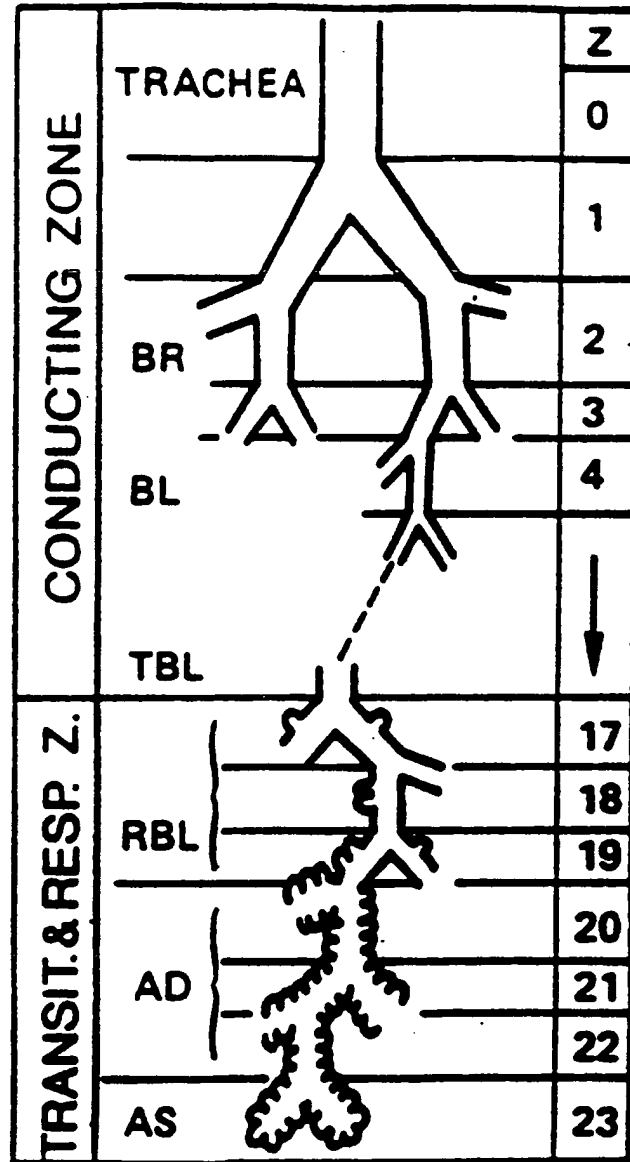 Z
TRACHEA
0
1
BR
2
3
BL
4
TBL
CONDUCTING ZONE
17
18
RBL
19
20
AD
21
22
AS
23
TRANSIT.& RESP. Z.